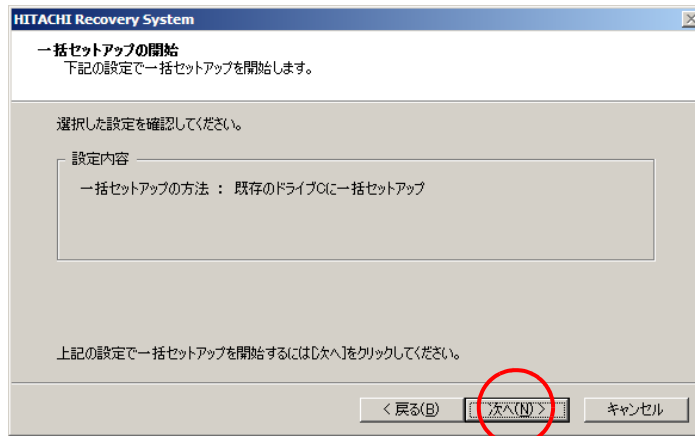 HITACHI Recovery System
一括セットアップの開始
下記の設定で一括セットアップを開始します。
選択した設定を確認してください。
設定内容
一括セットアップの方法 ： 既存のドライブCに一括セットアップ
上記の設定で一括セットアップを開始するには[次へ]をクリックしてください。
< 戻る(B)
次へ(N) >
キャンセル